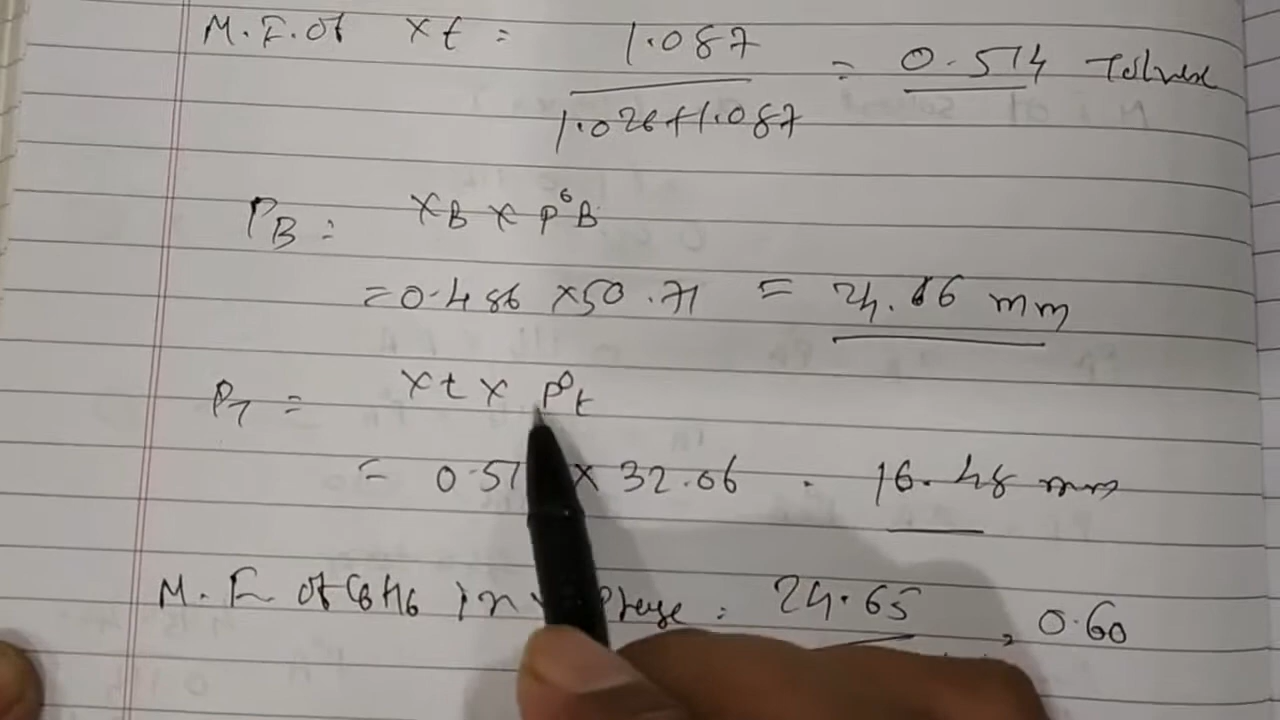 M.F. of xt = 1.087
1.026+1.087 = 0.514 Toluene
PB = xB x P°B
= 0.486 x 50.71 = 24.66 mm
PT = xt x P°t
= 0.51 x 32.06 . 16.48 mm
M.F. of C6H6 in Phase = 24.65 , 0.60